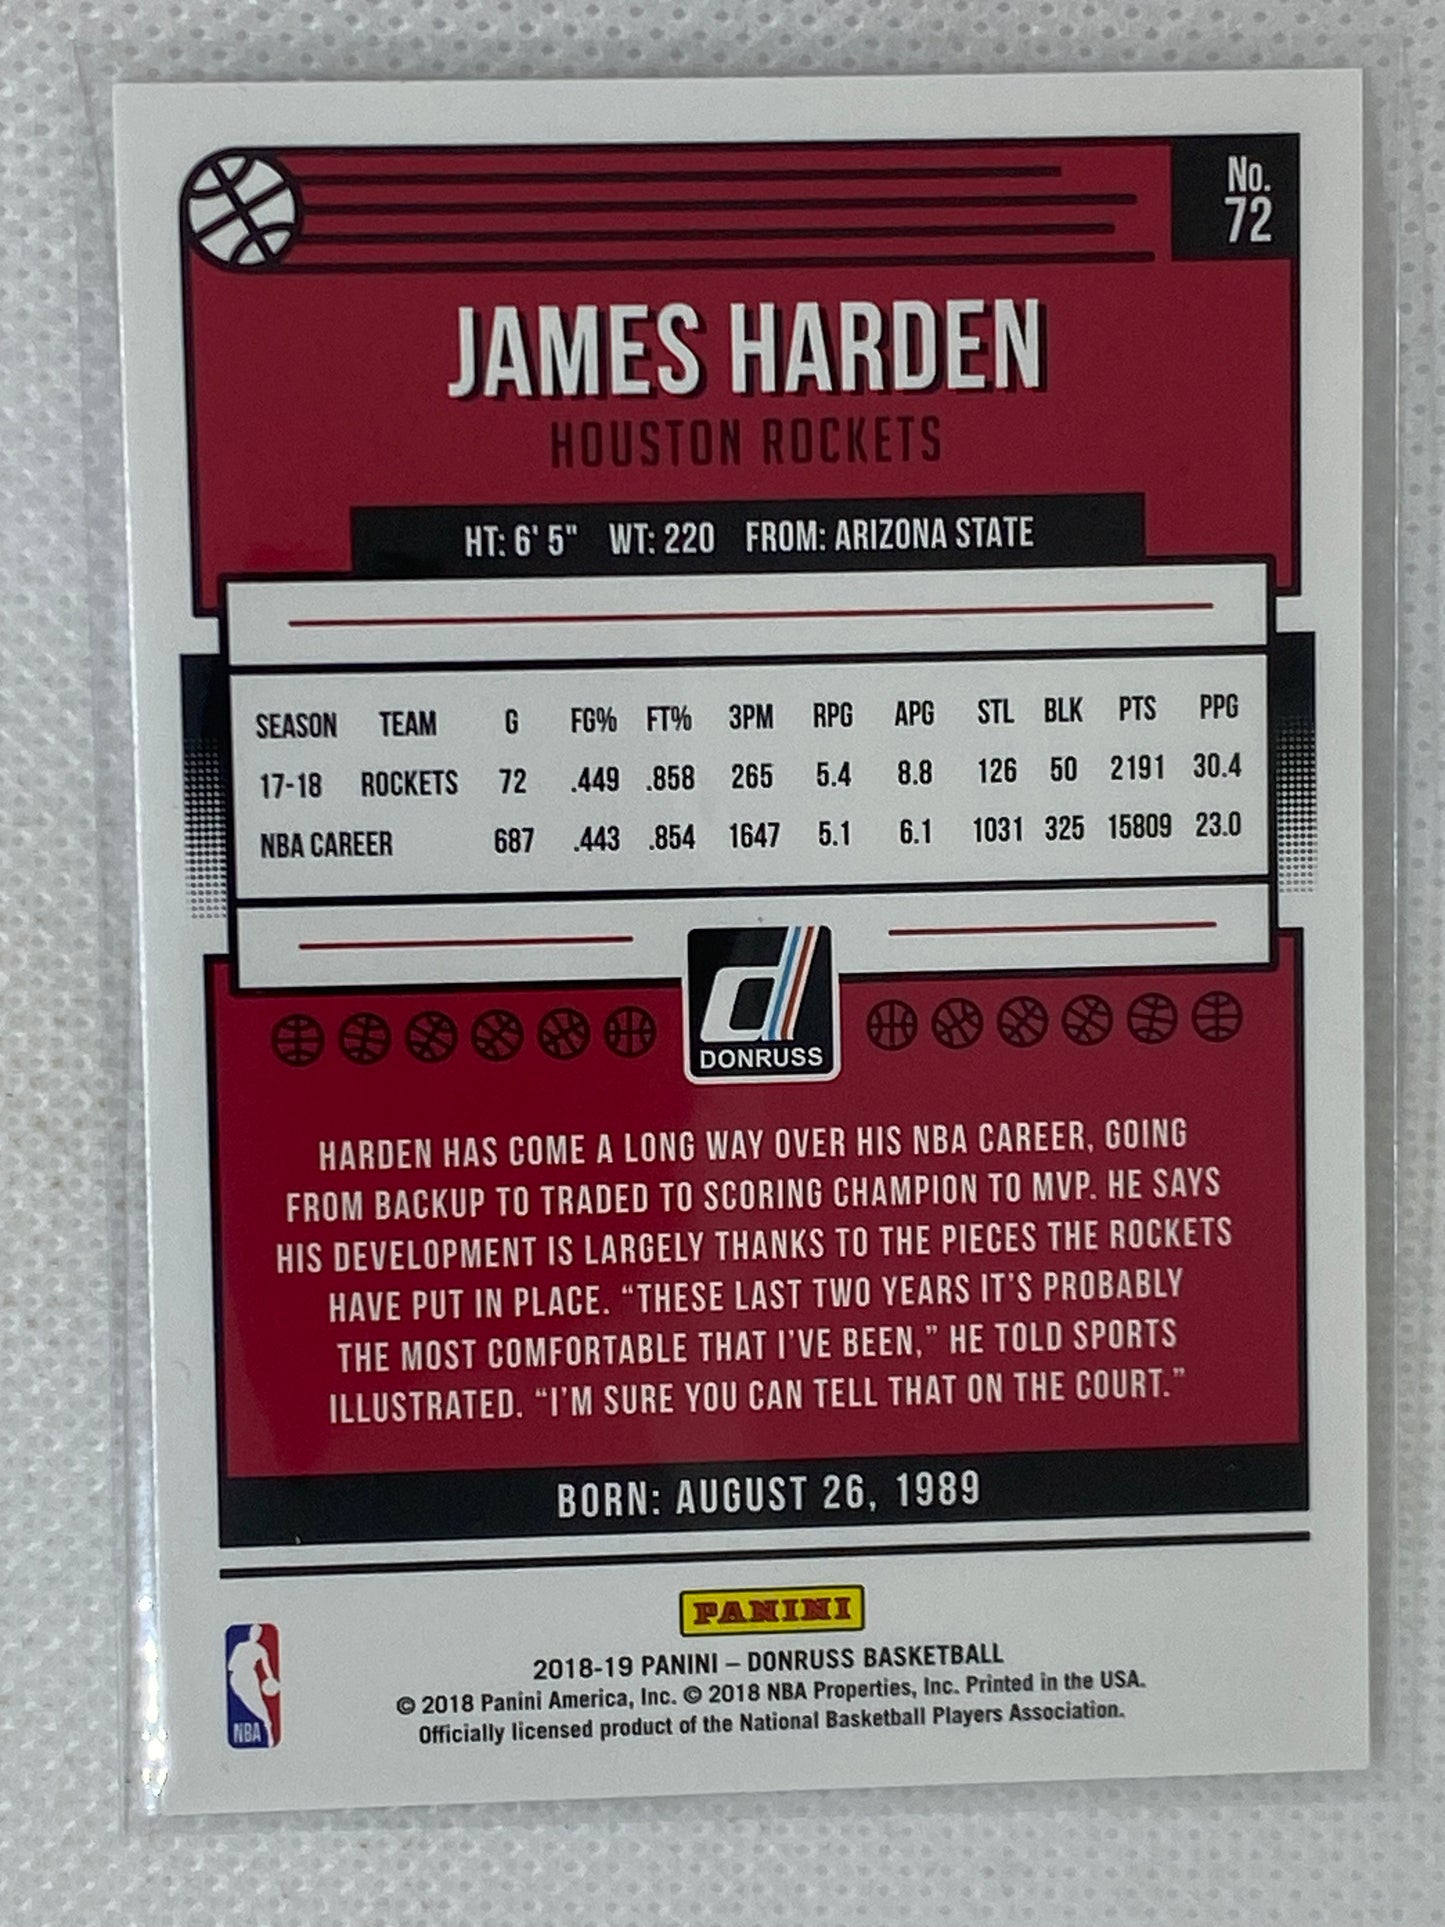 No.
72
JAMES HARDEN
HOUSTON ROCKETS
HT: 6' 5" WT: 220 FROM: ARIZONA STATE
SEASON TEAM G FG% FT% 3PM RPG APG STL BLK PTS PPG
17-18 ROCKETS 72 .449 .858 265 5.4 8.8 126 50 2191 30.4
NBA CAREER 687 .443 .854 1647 5.1 6.1 1031 325 15809 23.0
d
DONRUSS
HARDEN HAS COME A LONG WAY OVER HIS NBA CAREER, GOING
FROM BACKUP TO TRADED TO SCORING CHAMPION TO MVP. HE SAYS
HIS DEVELOPMENT IS LARGELY THANKS TO THE PIECES THE ROCKETS
HAVE PUT IN PLACE. “THESE LAST TWO YEARS IT’S PROBABLY
THE MOST COMFORTABLE THAT I’VE BEEN,” HE TOLD SPORTS
ILLUSTRATED. “I’M SURE YOU CAN TELL THAT ON THE COURT.”
BORN: AUGUST 26, 1989
PANINI
NBA
2018-19 PANINI – DONRUSS BASKETBALL
© 2018 Panini America, Inc. © 2018 NBA Properties, Inc. Printed in the USA.
Officially licensed product of the National Basketball Players Association.